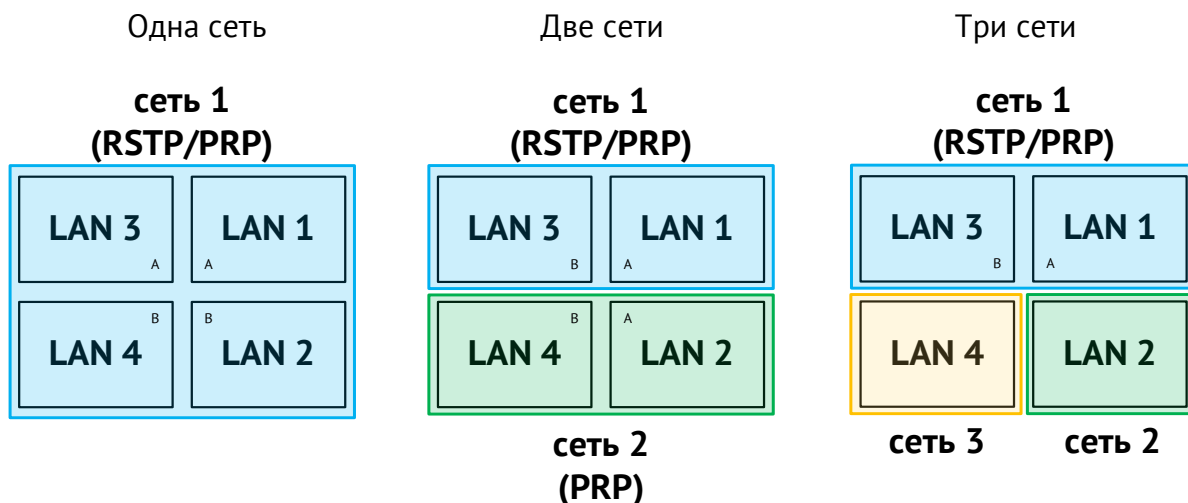 Одна сеть
сеть 1
(RSTP/PRP)
LAN 3
A
LAN 1
A
LAN 4
B
LAN 2
B
Две сети
сеть 1
(RSTP/PRP)
LAN 3
B
LAN 1
A
LAN 4
B
LAN 2
A
сеть 2
(PRP)
Три сети
сеть 1
(RSTP/PRP)
LAN 3
B
LAN 1
A
LAN 4
LAN 2
сеть 3
сеть 2